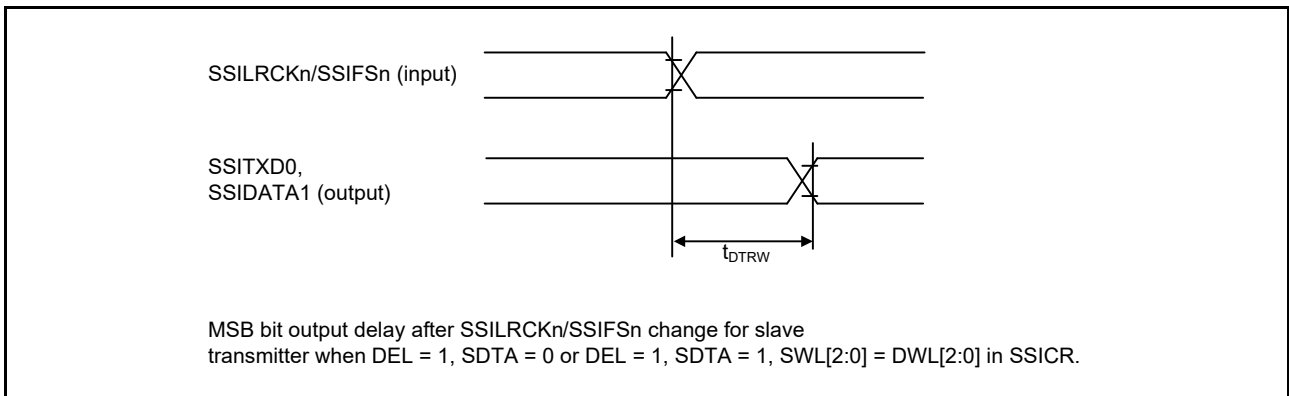 SSILRCKn/SSIFSn (input)
SSITXD0,
SSIDATA1 (output)
tDTRW
MSB bit output delay after SSILRCKn/SSIFSn change for slave
transmitter when DEL = 1, SDTA = 0 or DEL = 1, SDTA = 1, SWL[2:0] = DWL[2:0] in SSICR.